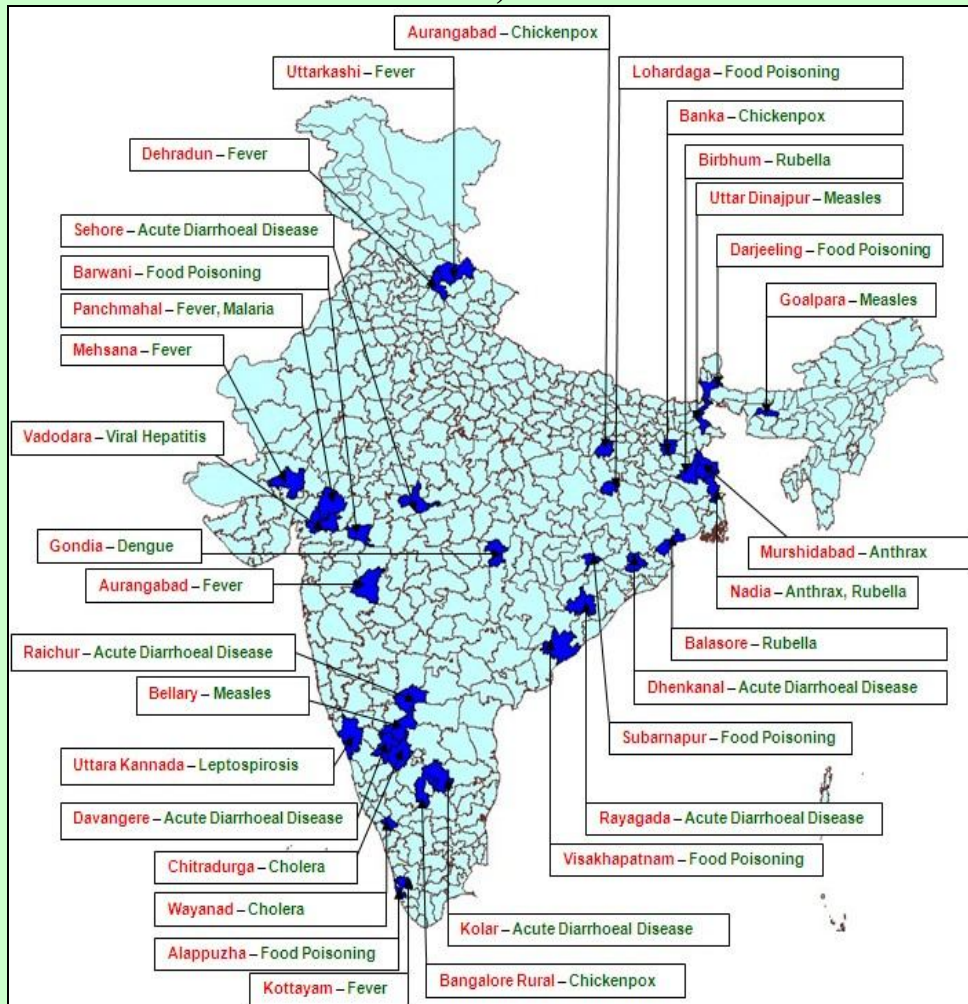 Aurangabad – Chickenpox
Uttarkashi – Fever
Lohardaga – Food Poisoning
Banka – Chickenpox
Dehradun – Fever
Birbhum – Rubella
Uttar Dinajpur – Measles
Sehore – Acute Diarrhoeal Disease
Darjeeling – Food Poisoning
Barwani – Food Poisoning
Goalpara – Measles
Panchmahal – Fever, Malaria
Mehsana – Fever
Vadodara – Viral Hepatitis
Gondia – Dengue
Murshidabad – Anthrax
Aurangabad – Fever
Nadia – Anthrax, Rubella
Raichur – Acute Diarrhoeal Disease
Balasore – Rubella
Bellary – Measles
Dhenkanal – Acute Diarrhoeal Disease
Subarnapur – Food Poisoning
Uttara Kannada – Leptospirosis
Davangere – Acute Diarrhoeal Disease
Rayagada – Acute Diarrhoeal Disease
Chitradurga – Cholera
Visakhapatnam – Food Poisoning
Wayanad – Cholera
Kolar – Acute Diarrhoeal Disease
Alappuzha – Food Poisoning
Bangalore Rural – Chickenpox
Kottayam – Fever